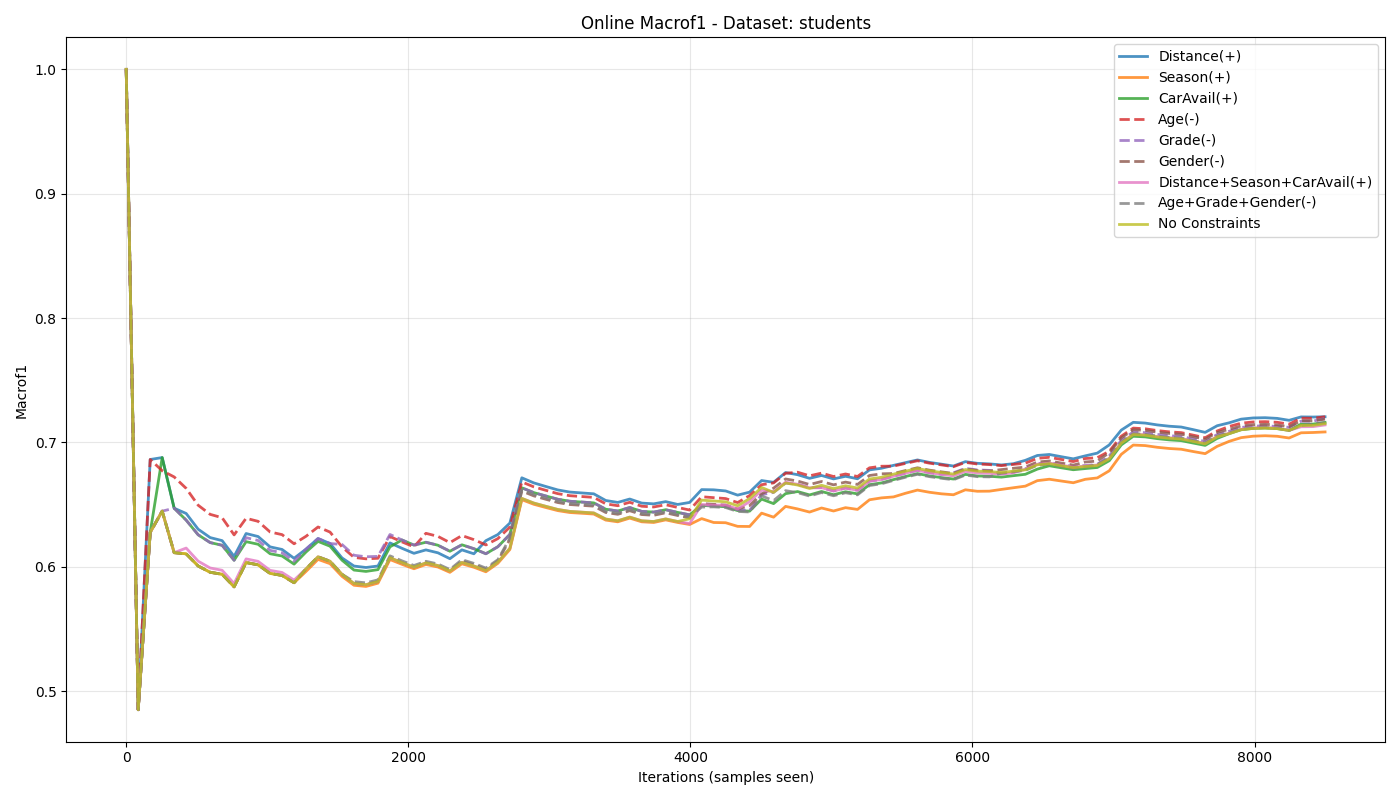 Online Macrof1 - Dataset: students
Macrof1
1.0
0.9
0.8
0.7
0.6
0.5
0
2000
4000
6000
8000
Iterations (samples seen)
Distance(+)
Season(+)
CarAvail(+)
Age(-)
Grade(-)
Gender(-)
Distance+Season+CarAvail(+)
Age+Grade+Gender(-)
No Constraints